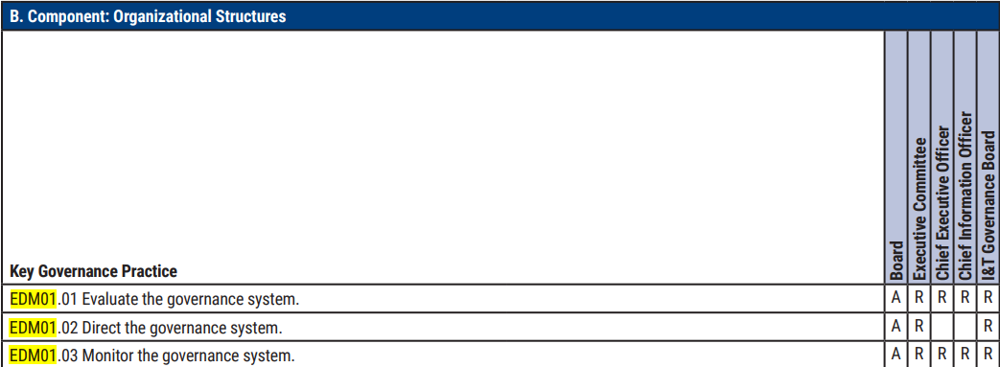 B. Component: Organizational Structures
Key Governance Practice
Board
Executive Committee
Chief Executive Officer
Chief Information Officer
I&T Governance Board
EDM01.01 Evaluate the governance system. A R R R R
EDM01.02 Direct the governance system. A R R
EDM01.03 Monitor the governance system. A R R R R